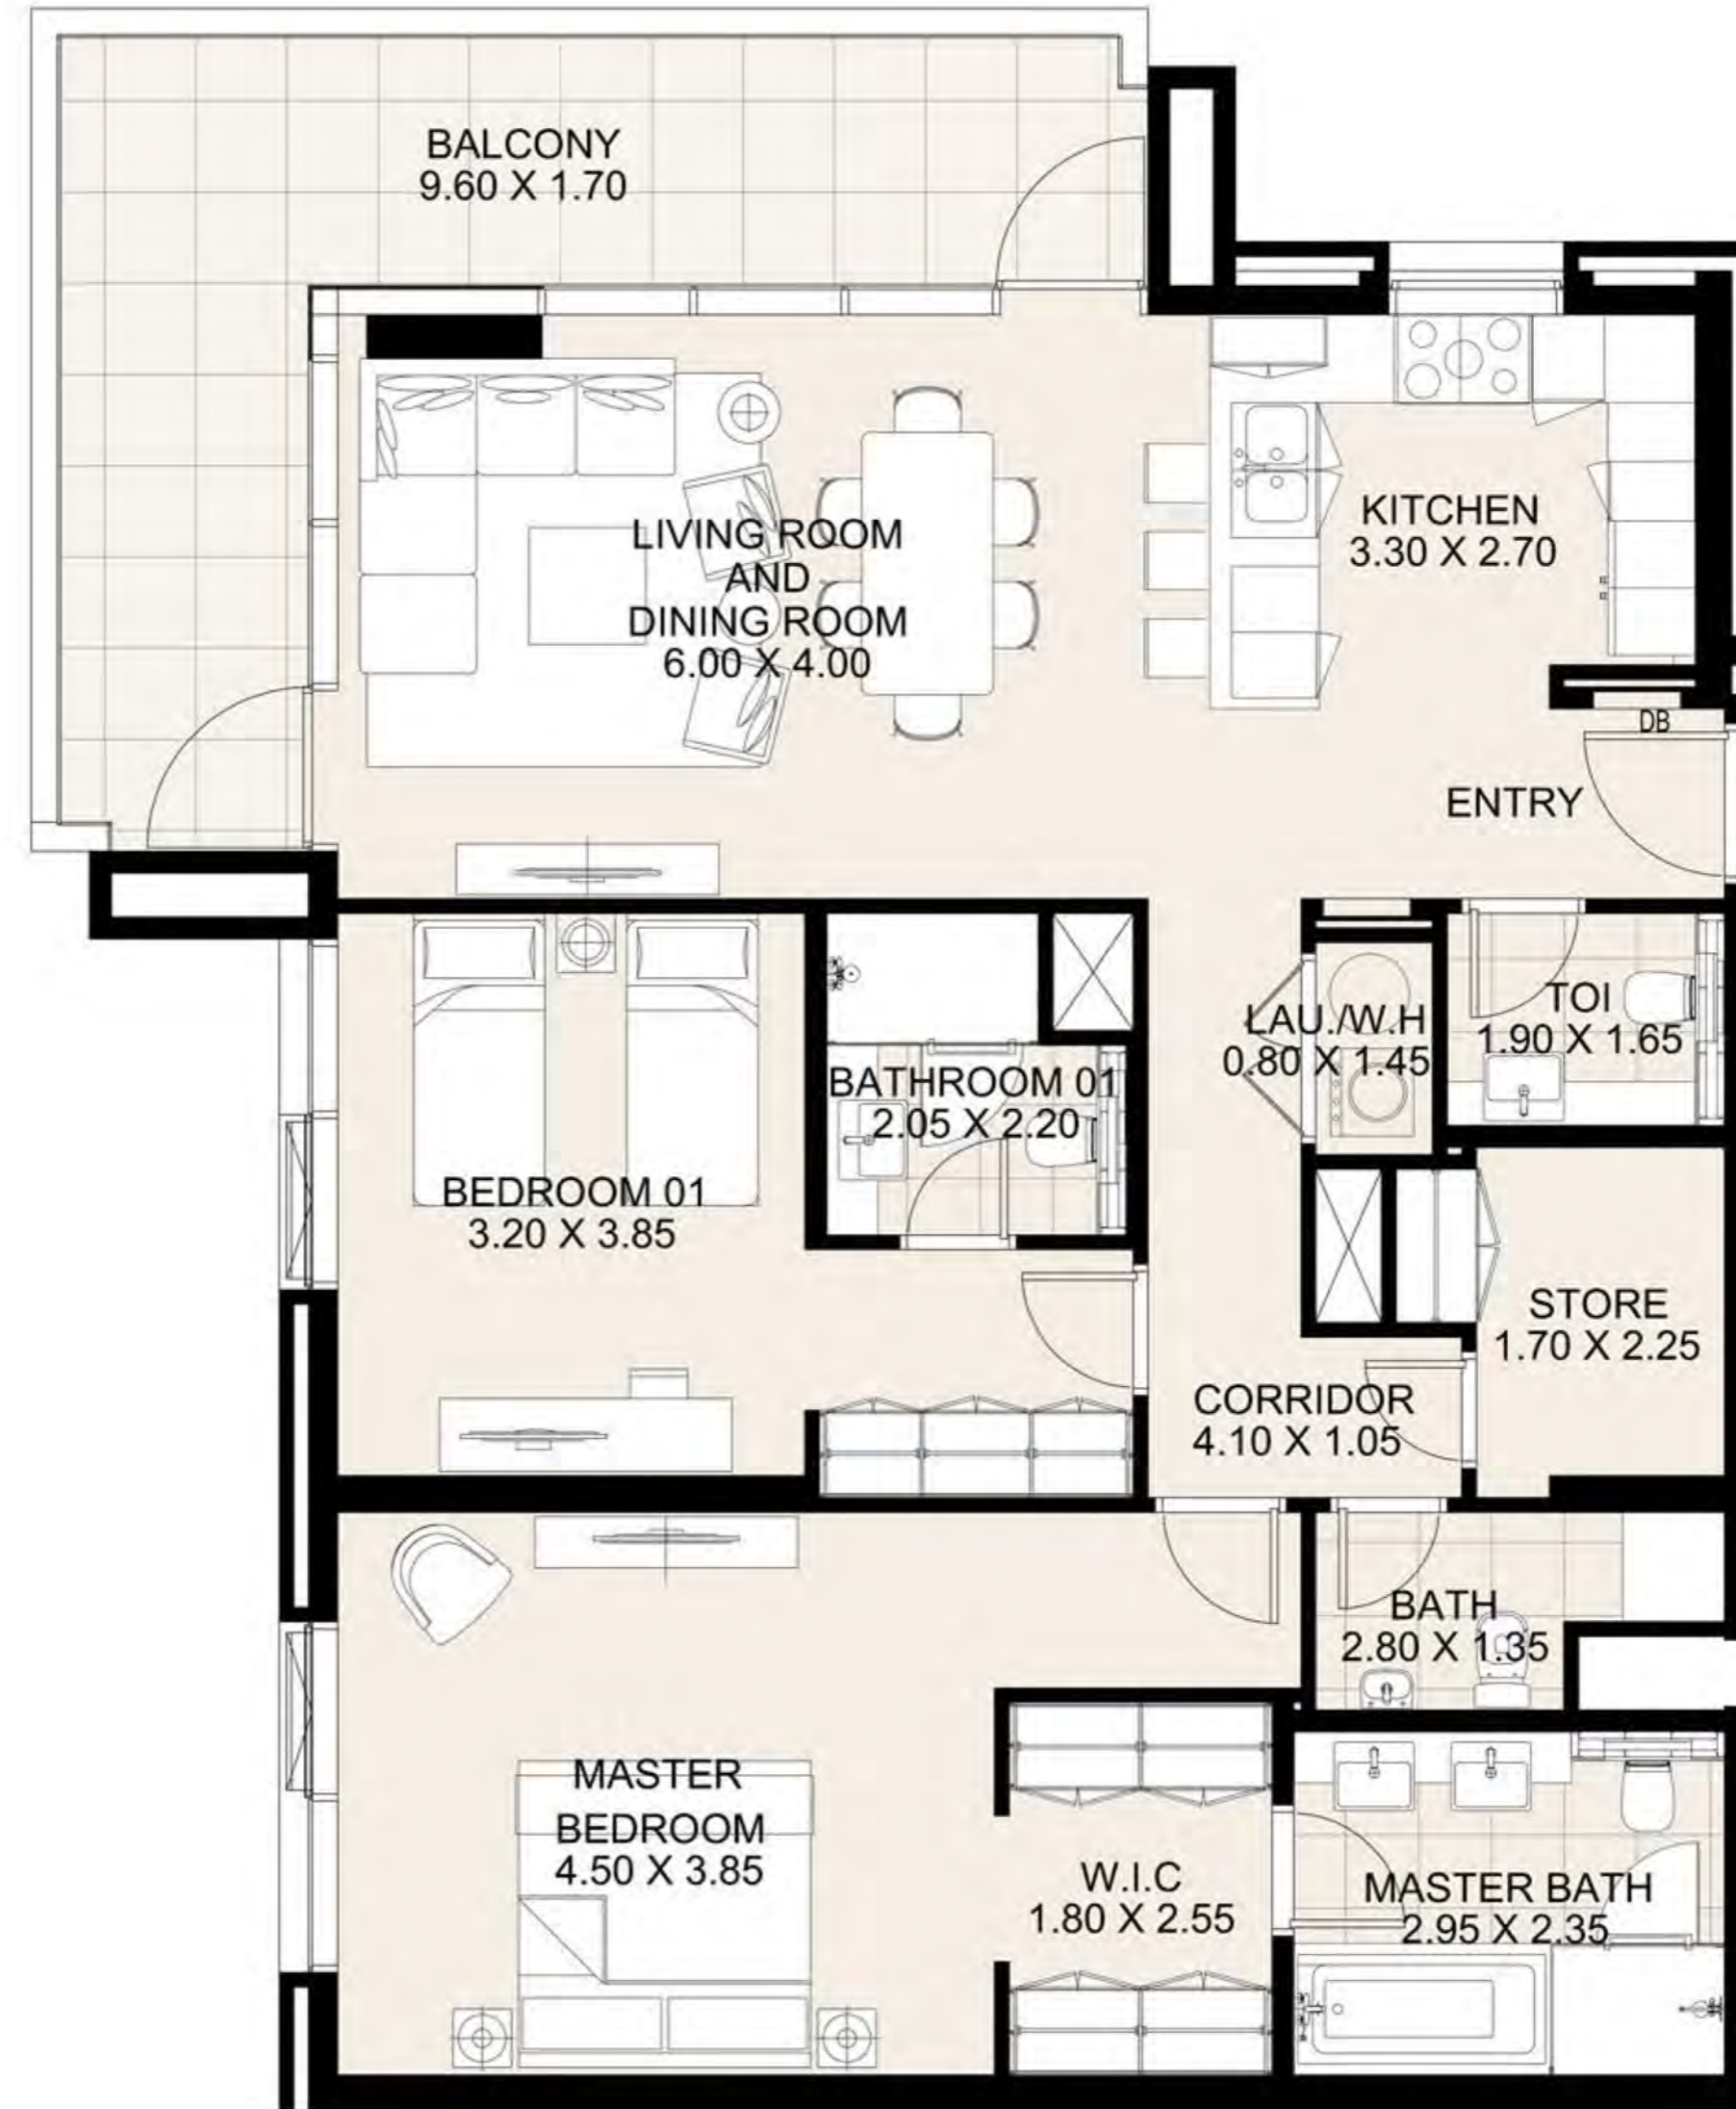 BALCONY
9.60 X 1.70
LIVING ROOM
AND
DINING ROOM
6.00 X 4.00
KITCHEN
3.30 X 2.70
DB
ENTRY
LAU./W.H
0.80 X 1.45
TOI
1.90 X 1.65
BATHROOM 01
2.05 X 2.20
BEDROOM 01
3.20 X 3.85
STORE
1.70 X 2.25
CORRIDOR
4.10 X 1.05
BATH
2.80 X 1.35
MASTER
BEDROOM
4.50 X 3.85
W.I.C
1.80 X 2.55
MASTER BATH
2.95 X 2.35